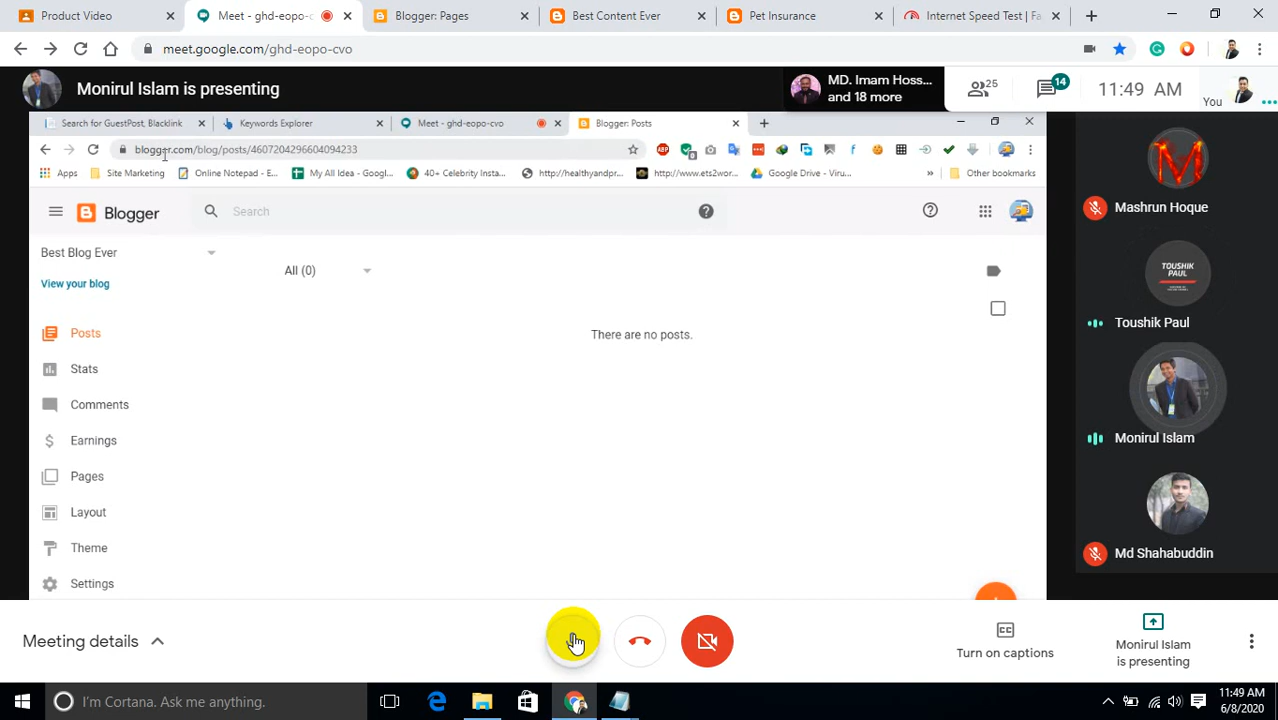 Product Video
Meet - ghd-eopo-c
Blogger: Pages
Best Content Ever
Pet Insurance
Internet Speed Test | Fa
meet.google.com/ghd-eopo-cvo
Monirul Islam is presenting
MD. Imam Hoss...
and 18 more
25
14
11:49 AM
You
Search for GuestPost, Blacklink
Keywords Explorer
Meet - ghd-eopo-cvo
Blogger: Posts
blogger.com/blog/posts/4607204296604094233
ABP
Apps
Site Marketing
Online Notepad - E...
My All Idea - Googl...
40+ Celebrity Insta...
http://healthyandpr...
http://www.ets2wor...
Google Drive - Viru...
Other bookmarks
Blogger
Search
Best Blog Ever
All (0)
View your blog
Posts
There are no posts.
Stats
Comments
Earnings
Pages
Layout
Theme
Settings
Mashrun Hoque
TOUSHIK
PAUL
Toushik Paul
Monirul Islam
Md Shahabuddin
Meeting details
CC
Turn on captions
Monirul Islam
is presenting
I'm Cortana. Ask me anything.
11:49 AM
6/8/2020